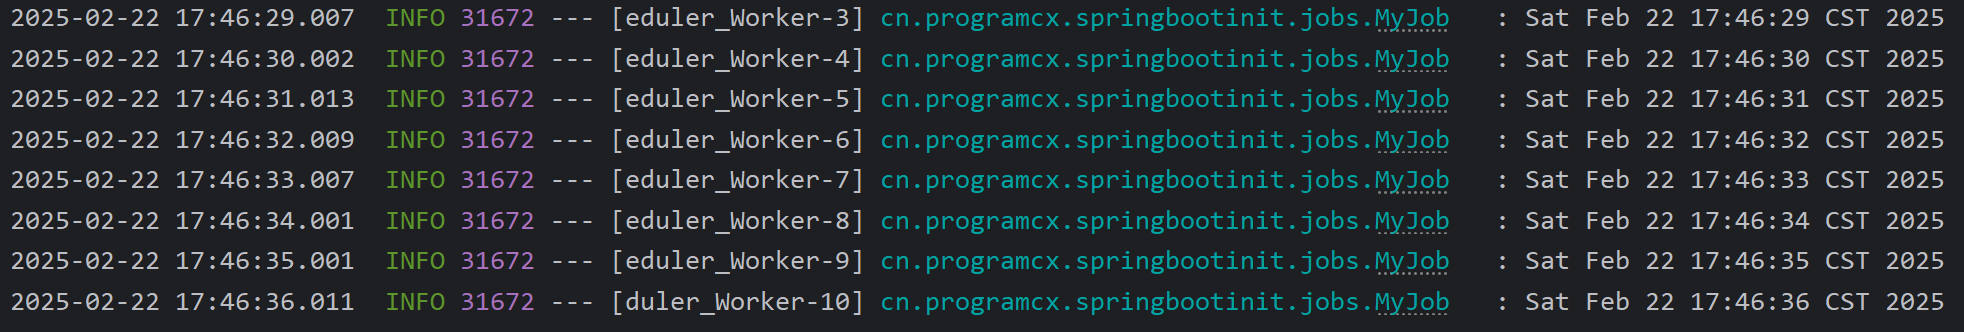 2025-02-22 17:46:29.007  INFO 31672 --- [eduler_Worker-3] cn.programcx.springbootinit.jobs.MyJob   : Sat Feb 22 17:46:29 CST 2025
2025-02-22 17:46:30.002  INFO 31672 --- [eduler_Worker-4] cn.programcx.springbootinit.jobs.MyJob   : Sat Feb 22 17:46:30 CST 2025
2025-02-22 17:46:31.013  INFO 31672 --- [eduler_Worker-5] cn.programcx.springbootinit.jobs.MyJob   : Sat Feb 22 17:46:31 CST 2025
2025-02-22 17:46:32.009  INFO 31672 --- [eduler_Worker-6] cn.programcx.springbootinit.jobs.MyJob   : Sat Feb 22 17:46:32 CST 2025
2025-02-22 17:46:33.007  INFO 31672 --- [eduler_Worker-7] cn.programcx.springbootinit.jobs.MyJob   : Sat Feb 22 17:46:33 CST 2025
2025-02-22 17:46:34.001  INFO 31672 --- [eduler_Worker-8] cn.programcx.springbootinit.jobs.MyJob   : Sat Feb 22 17:46:34 CST 2025
2025-02-22 17:46:35.001  INFO 31672 --- [eduler_Worker-9] cn.programcx.springbootinit.jobs.MyJob   : Sat Feb 22 17:46:35 CST 2025
2025-02-22 17:46:36.011  INFO 31672 --- [duler_Worker-10] cn.programcx.springbootinit.jobs.MyJob   : Sat Feb 22 17:46:36 CST 2025